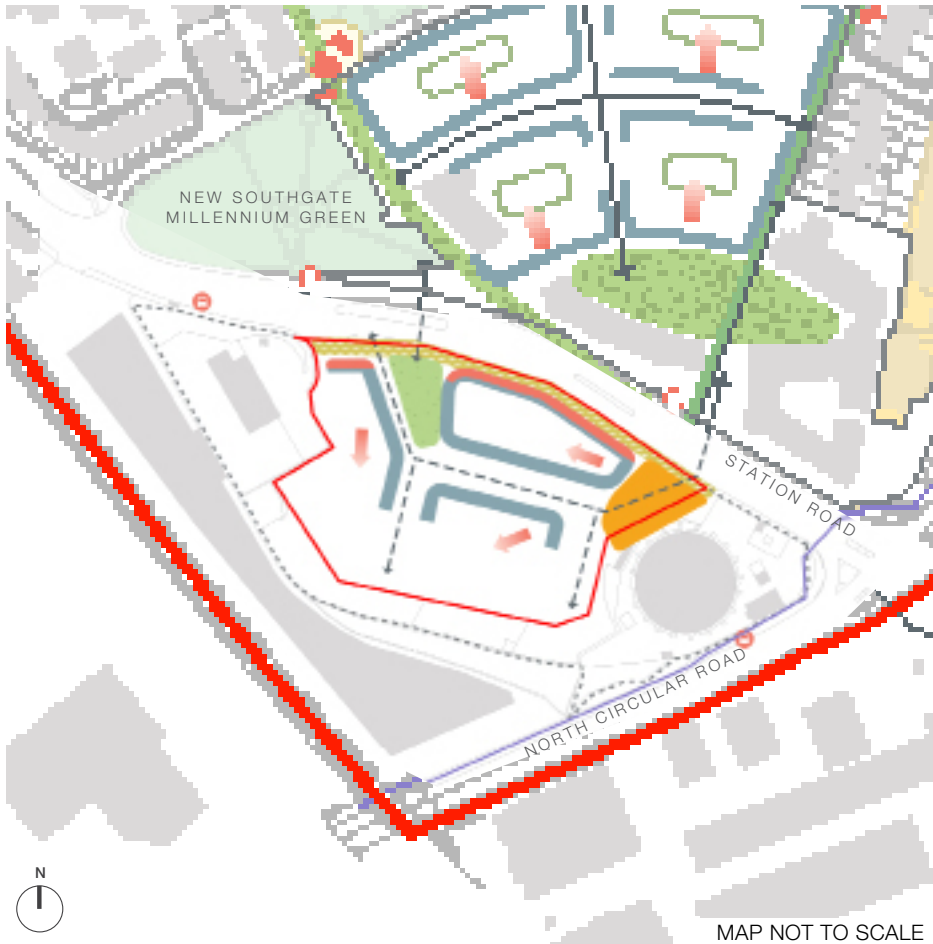 NEW SOUTHGATE
MILLENNIUM GREEN
STATION ROAD
NORTH CIRCULAR ROAD
N
MAP NOT TO SCALE